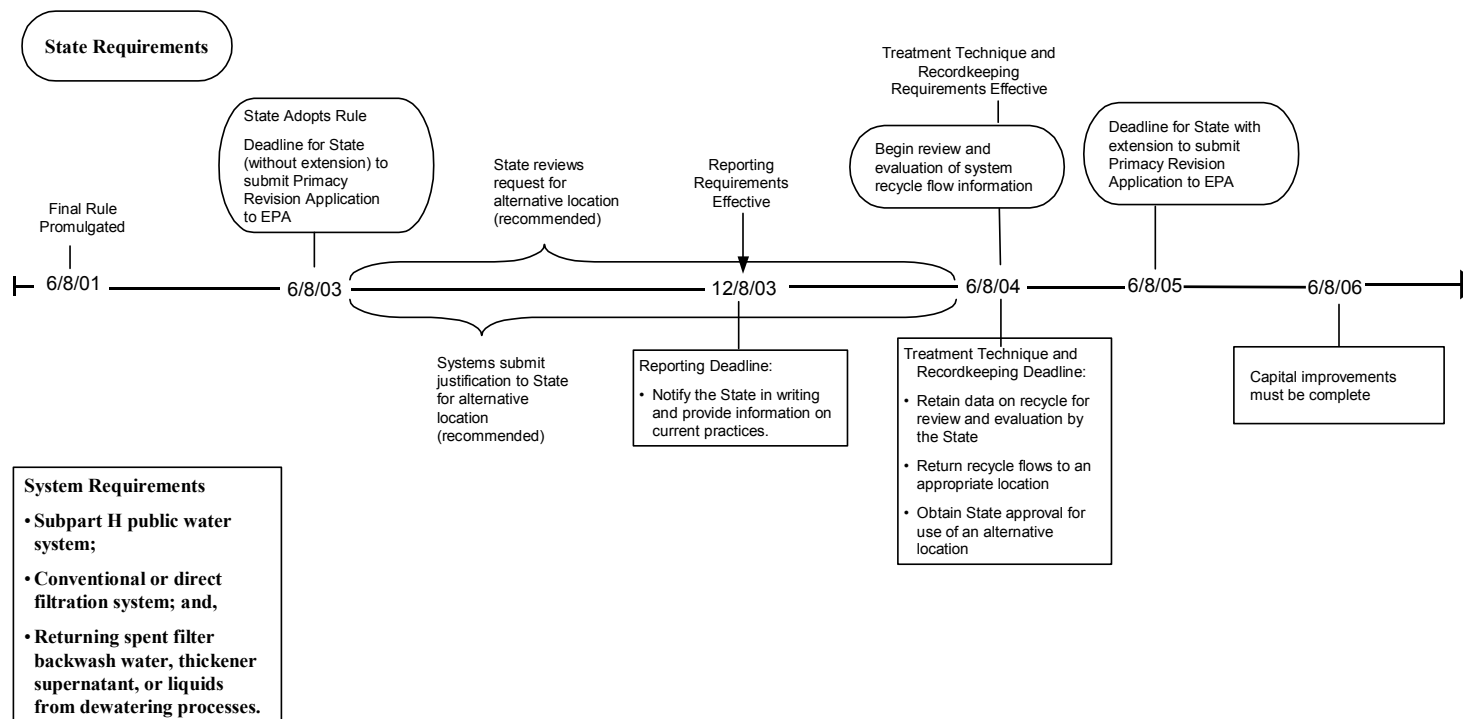 State Requirements
Final Rule
Promulgated
State Adopts Rule
Deadline for State
(without extension) to
submit Primacy
Revision Application
to EPA
State reviews
request for
alternative location
(recommended)
Reporting
Requirements
Effective
Treatment Technique and
Recordkeeping
Requirements Effective
Begin review and
evaluation of system
recycle flow information
Deadline for State with
extension to submit
Primacy Revision
Application to EPA
6/8/01
6/8/03
12/8/03
6/8/04
6/8/05
6/8/06
Systems submit
justification to State
for alternative
location
(recommended)
Reporting Deadline:
• Notify the State in writing
and provide information on
current practices.
Treatment Technique and
Recordkeeping Deadline:
• Retain data on recycle for
review and evaluation by
the State
• Return recycle flows to an
appropriate location
• Obtain State approval for
use of an alternative
location
Capital improvements
must be complete
System Requirements
• Subpart H public water
system;
• Conventional or direct
filtration system; and,
• Returning spent filter
backwash water, thickener
supernatant, or liquids
from dewatering processes.